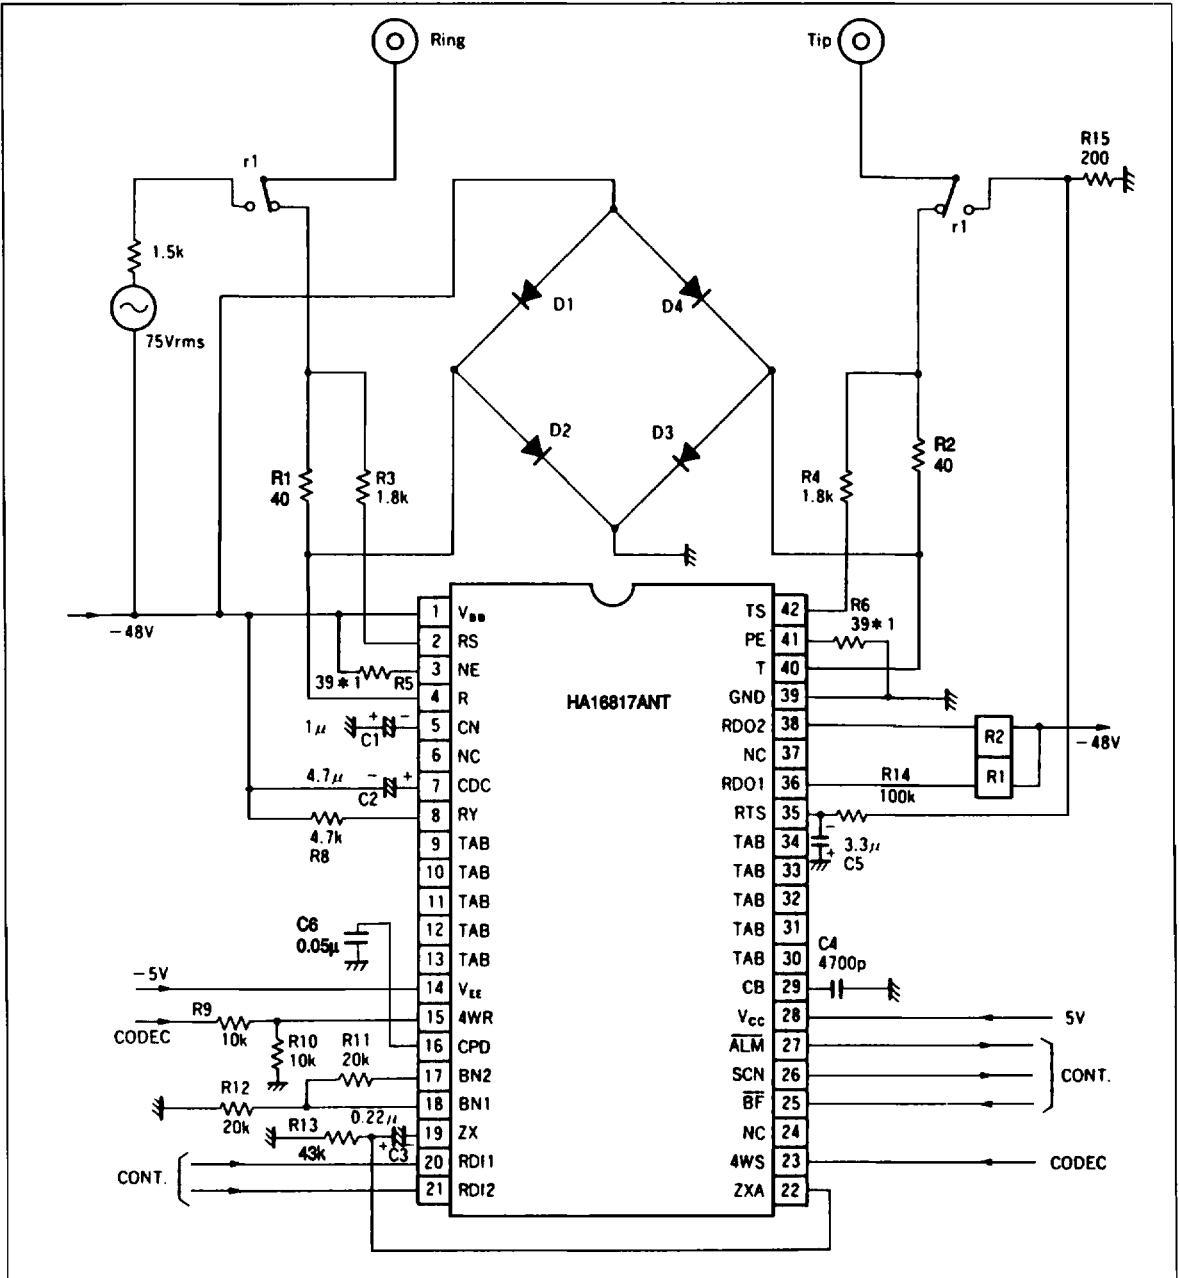 Ring
Tip
R15
200
r1
r1
1.5k
75Vrms
D1
D4
D2
D3
R1
40
R3
1.8k
R4
1.8k
R2
40
-48V
39*1
R5
R6
39*1
HA16817ANT
1μ
C1
+
-
4.7μ
-
+
C2
4.7k
R8
C6
0.05μ
-5V
R9
10k
CODEC
R10
10k
R11
20k
R12
20k
R13
43k
0.22μ
+
-
C3
CONT.
1 VBB
2 RS
3 NE
4 R
5 CN
6 NC
7 CDC
8 RY
9 TAB
10 TAB
11 TAB
12 TAB
13 TAB
14 VEE
15 4WR
16 CPD
17 BN2
18 BN1
19 ZX
20 RDI1
21 RDI2
TS 42
PE 41
T 40
GND 39
RDO2 38
NC 37
RDO1 36
RTS 35
TAB 34
TAB 33
TAB 32
TAB 31
TAB 30
CB 29
VCC 28
A̅L̅M̅ 27
SCN 26
B̅F̅ 25
NC 24
4WS 23
ZXA 22
R2
R1
-48V
R14
100k
-
+
3.3μ
C5
C4
4700p
5V
CONT.
CODEC